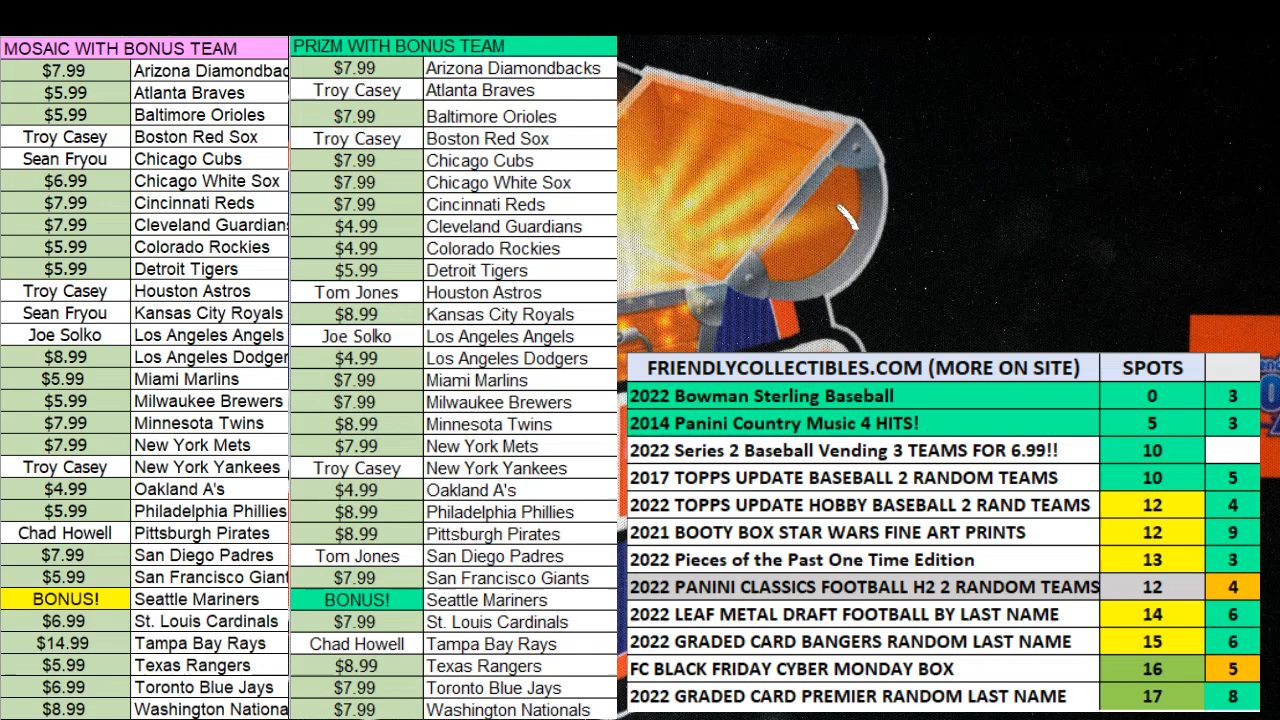 MOSAIC WITH BONUS TEAM
$7.99 Arizona Diamondbac
$5.99 Atlanta Braves
$5.99 Baltimore Orioles
Troy Casey Boston Red Sox
Sean Fryou Chicago Cubs
$6.99 Chicago White Sox
$7.99 Cincinnati Reds
$7.99 Cleveland Guardians
$5.99 Colorado Rockies
$5.99 Detroit Tigers
Troy Casey Houston Astros
Sean Fryou Kansas City Royals
Joe Solko Los Angeles Angels
$8.99 Los Angeles Dodger
$5.99 Miami Marlins
$5.99 Milwaukee Brewers
$7.99 Minnesota Twins
$7.99 New York Mets
Troy Casey New York Yankees
$4.99 Oakland A's
$5.99 Philadelphia Phillies
Chad Howell Pittsburgh Pirates
$7.99 San Diego Padres
$5.99 San Francisco Giant
BONUS! Seattle Mariners
$6.99 St. Louis Cardinals
$14.99 Tampa Bay Rays
$5.99 Texas Rangers
$6.99 Toronto Blue Jays
$8.99 Washington Nationa
PRIZM WITH BONUS TEAM
$7.99 Arizona Diamondbacks
Troy Casey Atlanta Braves
$7.99 Baltimore Orioles
Troy Casey Boston Red Sox
$7.99 Chicago Cubs
$7.99 Chicago White Sox
$7.99 Cincinnati Reds
$4.99 Cleveland Guardians
$4.99 Colorado Rockies
$5.99 Detroit Tigers
Tom Jones Houston Astros
$8.99 Kansas City Royals
Joe Solko Los Angeles Angels
$4.99 Los Angeles Dodgers
$7.99 Miami Marlins
$7.99 Milwaukee Brewers
$8.99 Minnesota Twins
$7.99 New York Mets
Troy Casey New York Yankees
$4.99 Oakland A's
$8.99 Philadelphia Phillies
$8.99 Pittsburgh Pirates
Tom Jones San Diego Padres
$7.99 San Francisco Giants
BONUS! Seattle Mariners
$7.99 St. Louis Cardinals
Chad Howell Tampa Bay Rays
$8.99 Texas Rangers
$7.99 Toronto Blue Jays
$7.99 Washington Nationals
FRIENDLYCOLLECTIBLES.COM (MORE ON SITE) SPOTS
2022 Bowman Sterling Baseball 0 3
2014 Panini Country Music 4 HITS! 5 3
2022 Series 2 Baseball Vending 3 TEAMS FOR 6.99!! 10
2017 TOPPS UPDATE BASEBALL 2 RANDOM TEAMS 10 5
2022 TOPPS UPDATE HOBBY BASEBALL 2 RAND TEAMS 12 4
2021 BOOTY BOX STAR WARS FINE ART PRINTS 12 9
2022 Pieces of the Past One Time Edition 13 3
2022 PANINI CLASSICS FOOTBALL H2 2 RANDOM TEAMS 12 4
2022 LEAF METAL DRAFT FOOTBALL BY LAST NAME 14 6
2022 GRADED CARD BANGERS RANDOM LAST NAME 15 6
FC BLACK FRIDAY CYBER MONDAY BOX 16 5
2022 GRADED CARD PREMIER RANDOM LAST NAME 17 8